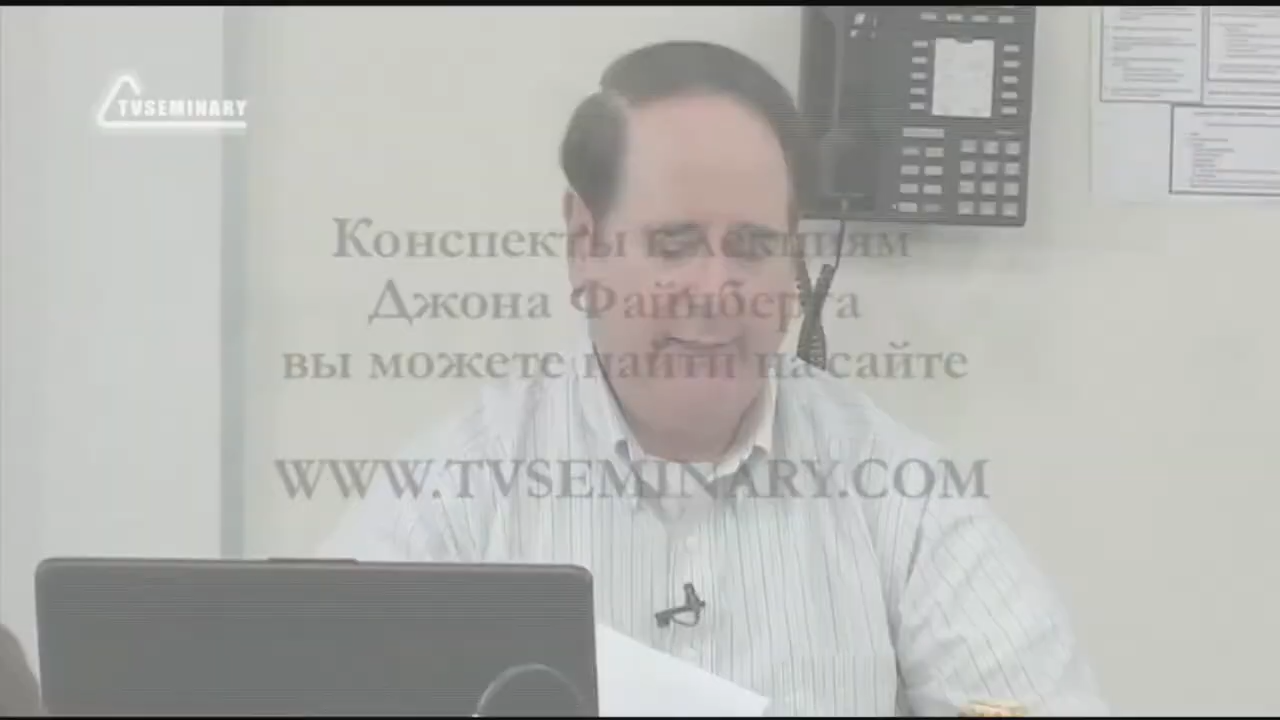 TVSEMINARY
Конспекты к лекциям
Джона Файнберга
вы можете найти на сайте
WWW.TVSEMINARY.COM